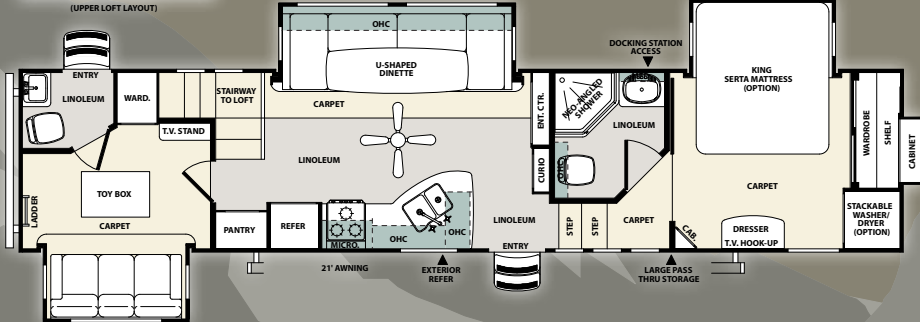 (UPPER LOFT LAYOUT)
OHC
U-SHAPED
DINETTE
DOCKING STATION
ACCESS
KING
SERTA MATTRESS
(OPTION)
ENTRY
LINOLEUM
WARD.
STAIRWAY
TO LOFT
CARPET
T.V. STAND
ENT. CTR.
NEO-ANGLED
SHOWER
LINOLEUM
WARDROBE
SHELF
CABINET
LINOLEUM
CURIO
OHC
CARPET
TOY BOX
LADDER
CARPET
PANTRY
REFER
MICRO.
OHC
OHC
LINOLEUM
ENTRY
STEP
STEP
CARPET
CAB.
DRESSER
T.V. HOOK-UP
STACKABLE
WASHER/
DRYER
(OPTION)
21' AWNING
EXTERIOR
REFER
LARGE PASS
THRU STORAGE